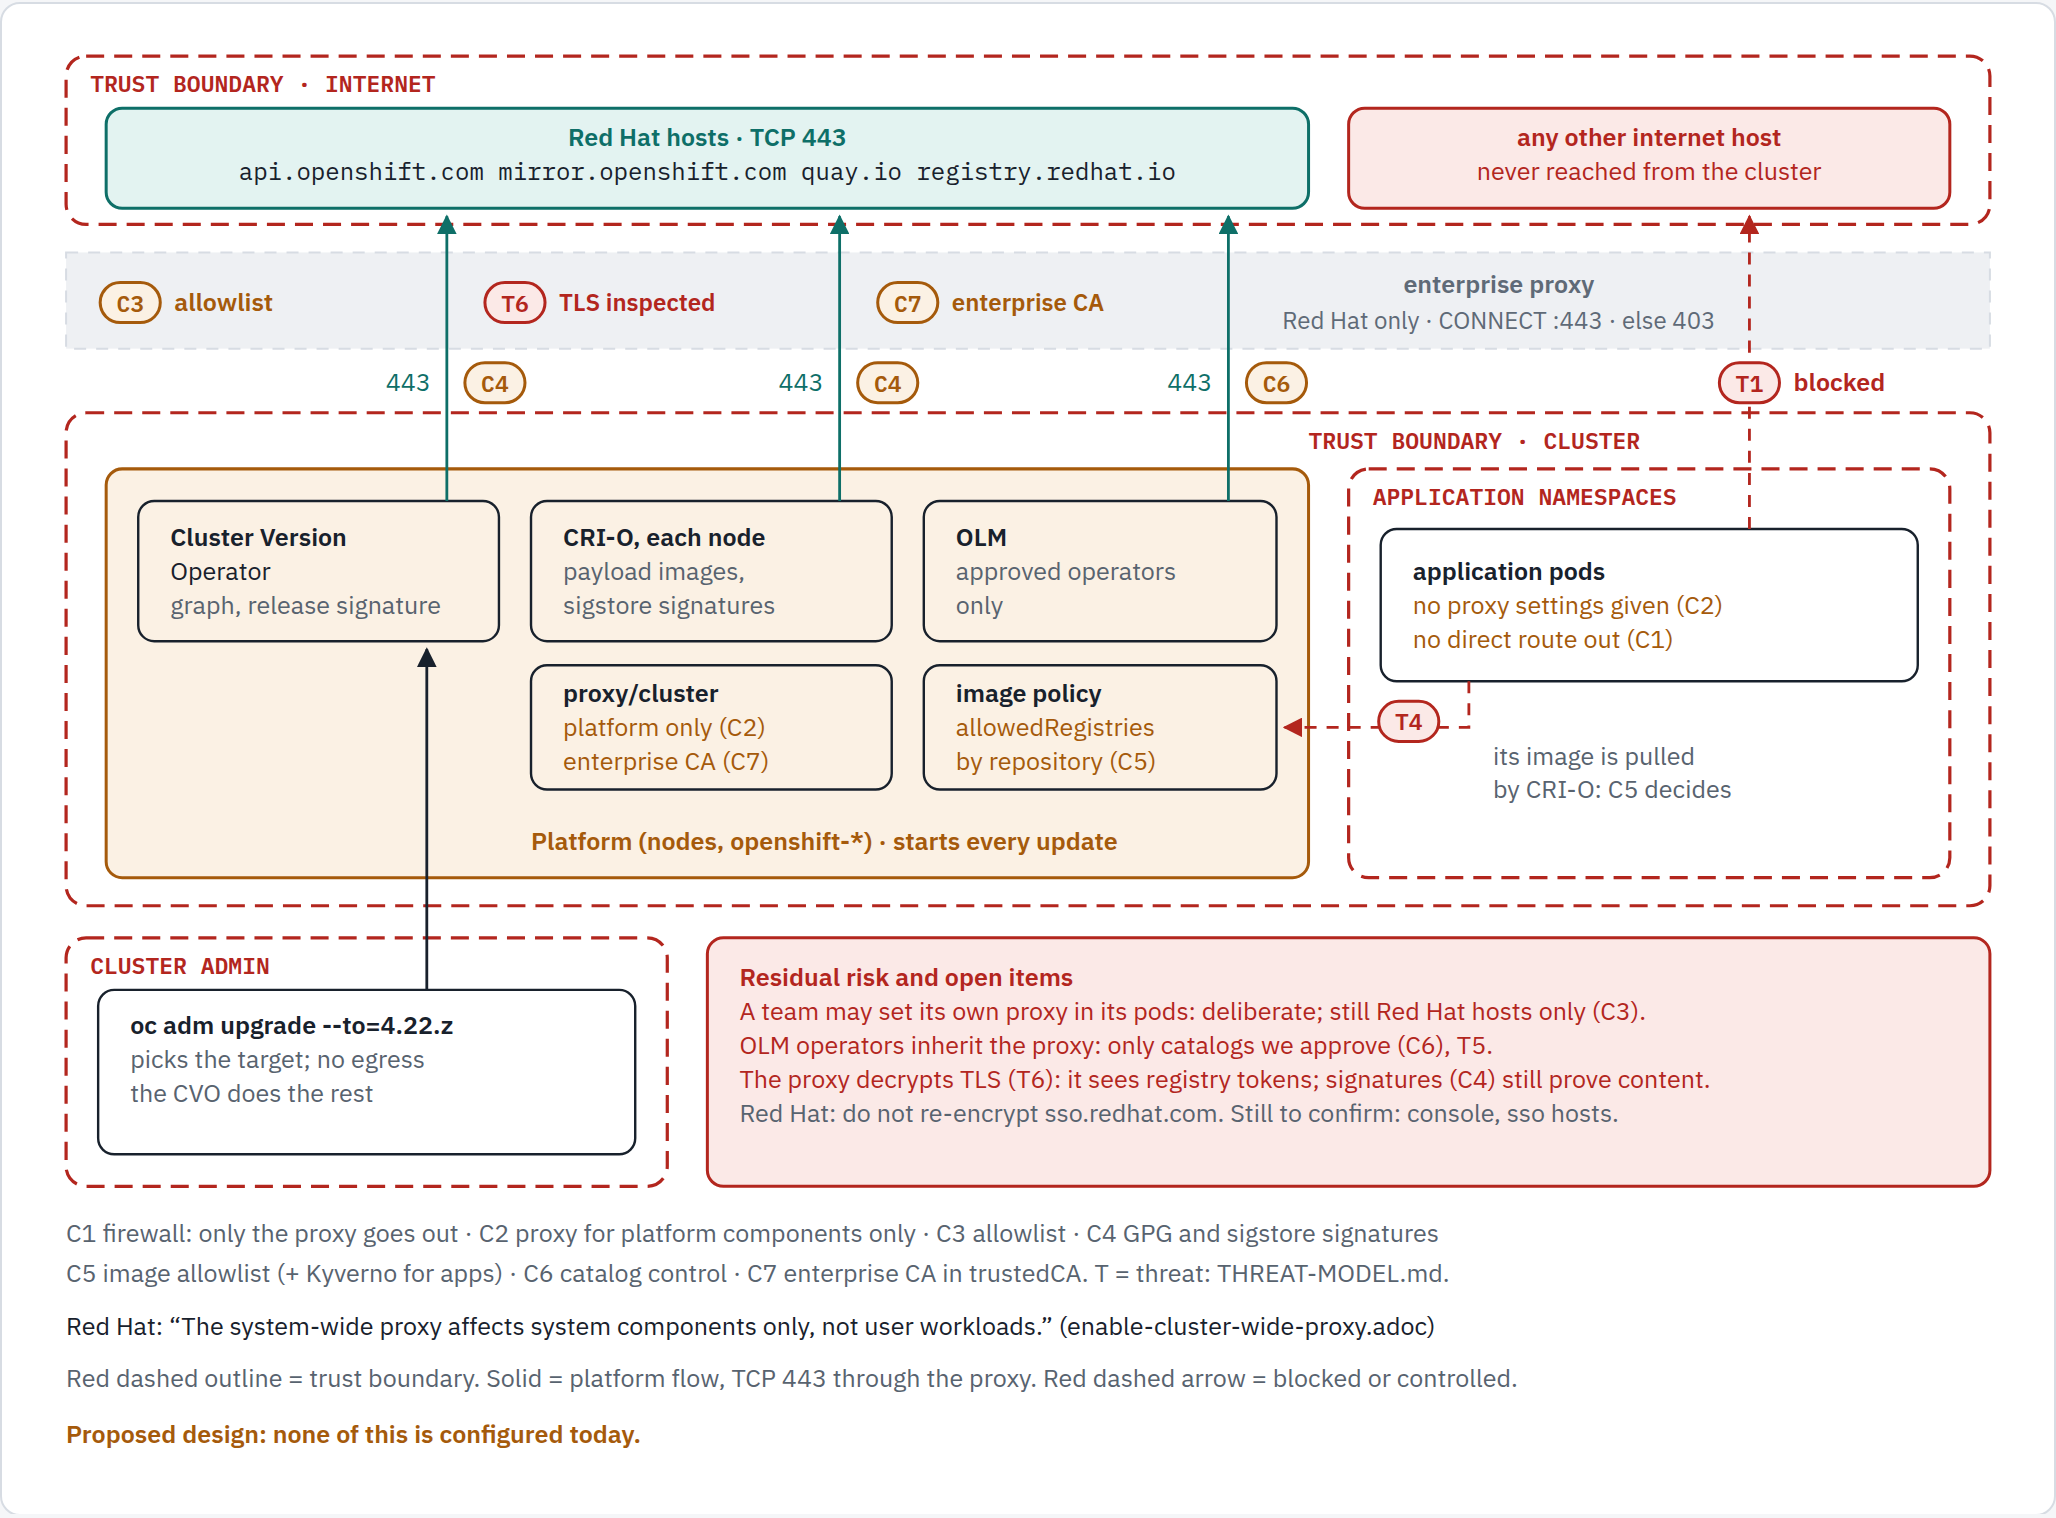 TRUST BOUNDARY · INTERNET
Red Hat hosts · TCP 443
api.openshift.com mirror.openshift.com quay.io registry.redhat.io
any other internet host
never reached from the cluster
C3 allowlist
T6 TLS inspected
C7 enterprise CA
enterprise proxy
Red Hat only · CONNECT :443 · else 403
443 C4
443 C4
443 C6
T1 blocked
TRUST BOUNDARY · CLUSTER
Cluster Version
Operator
graph, release signature
CRI-O, each node
payload images,
sigstore signatures
OLM
approved operators
only
APPLICATION NAMESPACES
application pods
no proxy settings given (C2)
no direct route out (C1)
proxy/cluster
platform only (C2)
enterprise CA (C7)
image policy
allowedRegistries
by repository (C5)
T4
its image is pulled
by CRI-O: C5 decides
Platform (nodes, openshift-*) · starts every update
CLUSTER ADMIN
oc adm upgrade --to=4.22.z
picks the target; no egress
the CVO does the rest
Residual risk and open items
A team may set its own proxy in its pods: deliberate; still Red Hat hosts only (C3).
OLM operators inherit the proxy: only catalogs we approve (C6), T5.
The proxy decrypts TLS (T6): it sees registry tokens; signatures (C4) still prove content.
Red Hat: do not re-encrypt sso.redhat.com. Still to confirm: console, sso hosts.
C1 firewall: only the proxy goes out · C2 proxy for platform components only · C3 allowlist · C4 GPG and sigstore signatures
C5 image allowlist (+ Kyverno for apps) · C6 catalog control · C7 enterprise CA in trustedCA. T = threat: THREAT-MODEL.md.
Red Hat: “The system-wide proxy affects system components only, not user workloads.” (enable-cluster-wide-proxy.adoc)
Red dashed outline = trust boundary. Solid = platform flow, TCP 443 through the proxy. Red dashed arrow = blocked or controlled.
Proposed design: none of this is configured today.